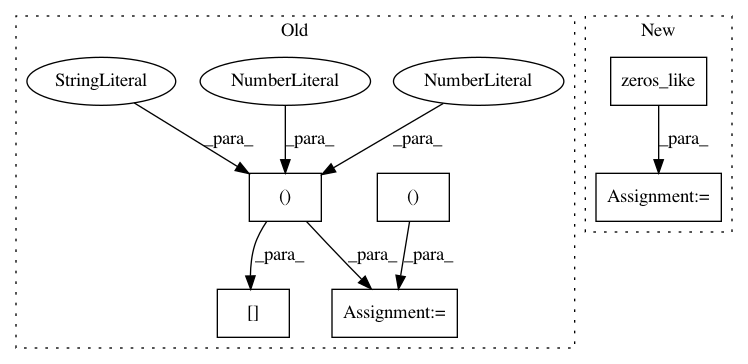 Old
New
StringLiteral
NumberLiteral
NumberLiteral
zeros_like
_para_
_para_
_para_
_para_
()
()
Assignment:=
_para_
_para_
_para_
[]
Assignment:=